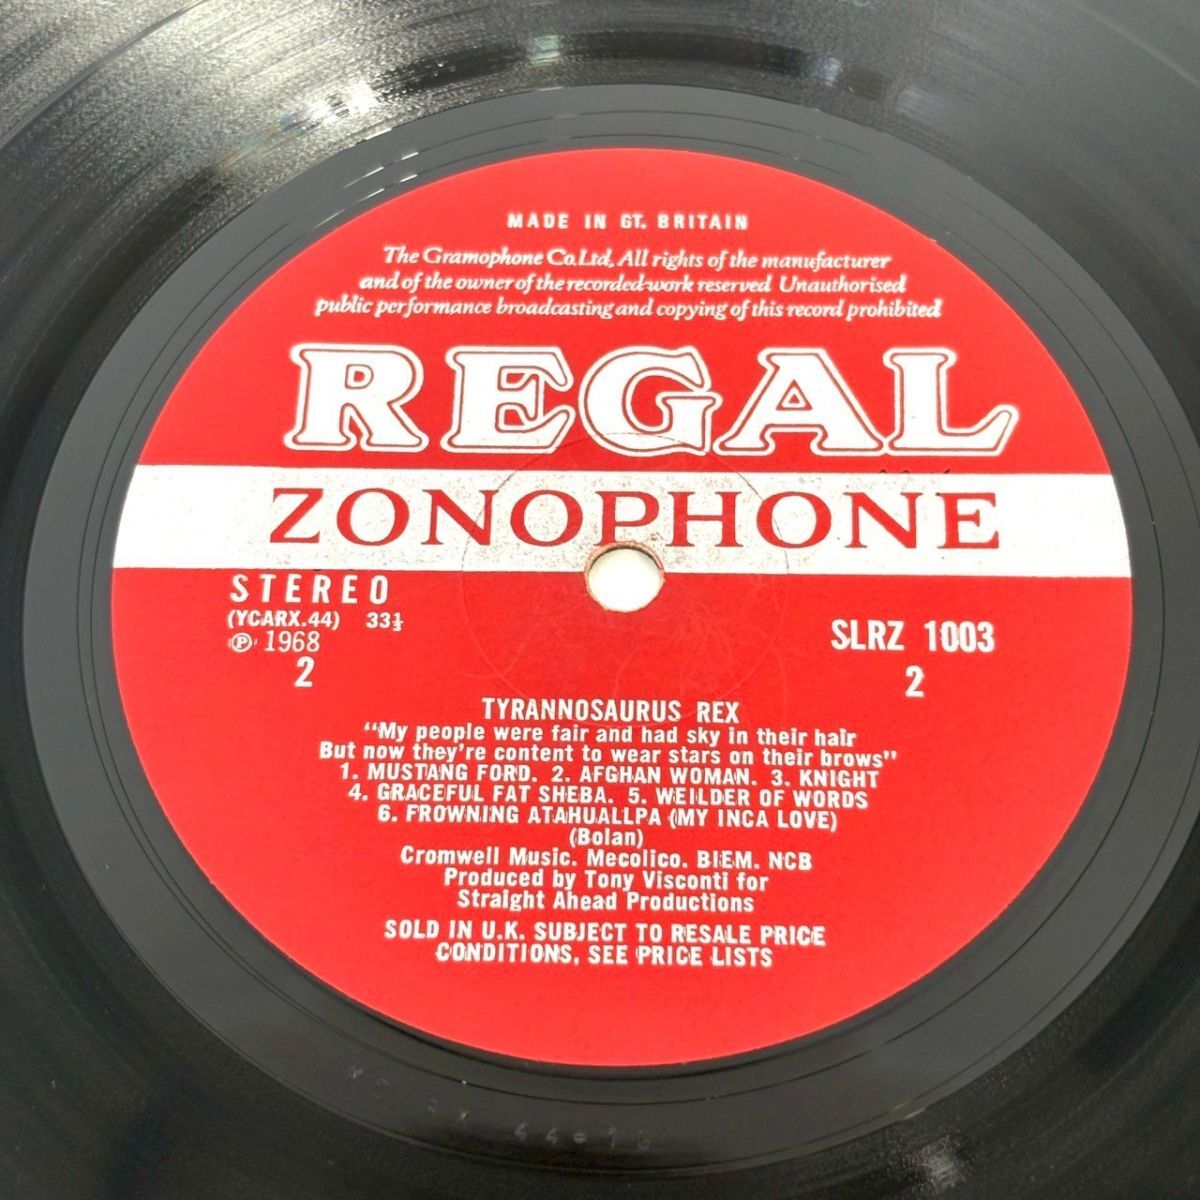 MADE IN GT. BRITAIN
The Gramophone Co. Ltd. All rights of the manufacturer
and of the owner of the recorded work reserved Unauthorised
public performance broadcasting and copying of this record prohibited
REGAL
ZONOPHONE
STEREO
(YCARX.44) 33⅓
℗ 1968
2
SLRZ 1003
2
TYRANNOSAURUS REX
"My people were fair and had sky in their hair
But now they're content to wear stars on their brows"
1. MUSTANG FORD. 2. AFGHAN WOMAN. 3. KNIGHT
4. GRACEFUL FAT SHEBA. 5. WEILDER OF WORDS
6. FROWNING ATAHUALLPA (MY INCA LOVE)
(Bolan)
Cromwell Music. Mecolico. BIEM. NCB
Produced by Tony Visconti for
Straight Ahead Productions
SOLD IN U.K. SUBJECT TO RESALE PRICE
CONDITIONS, SEE PRICE LISTS